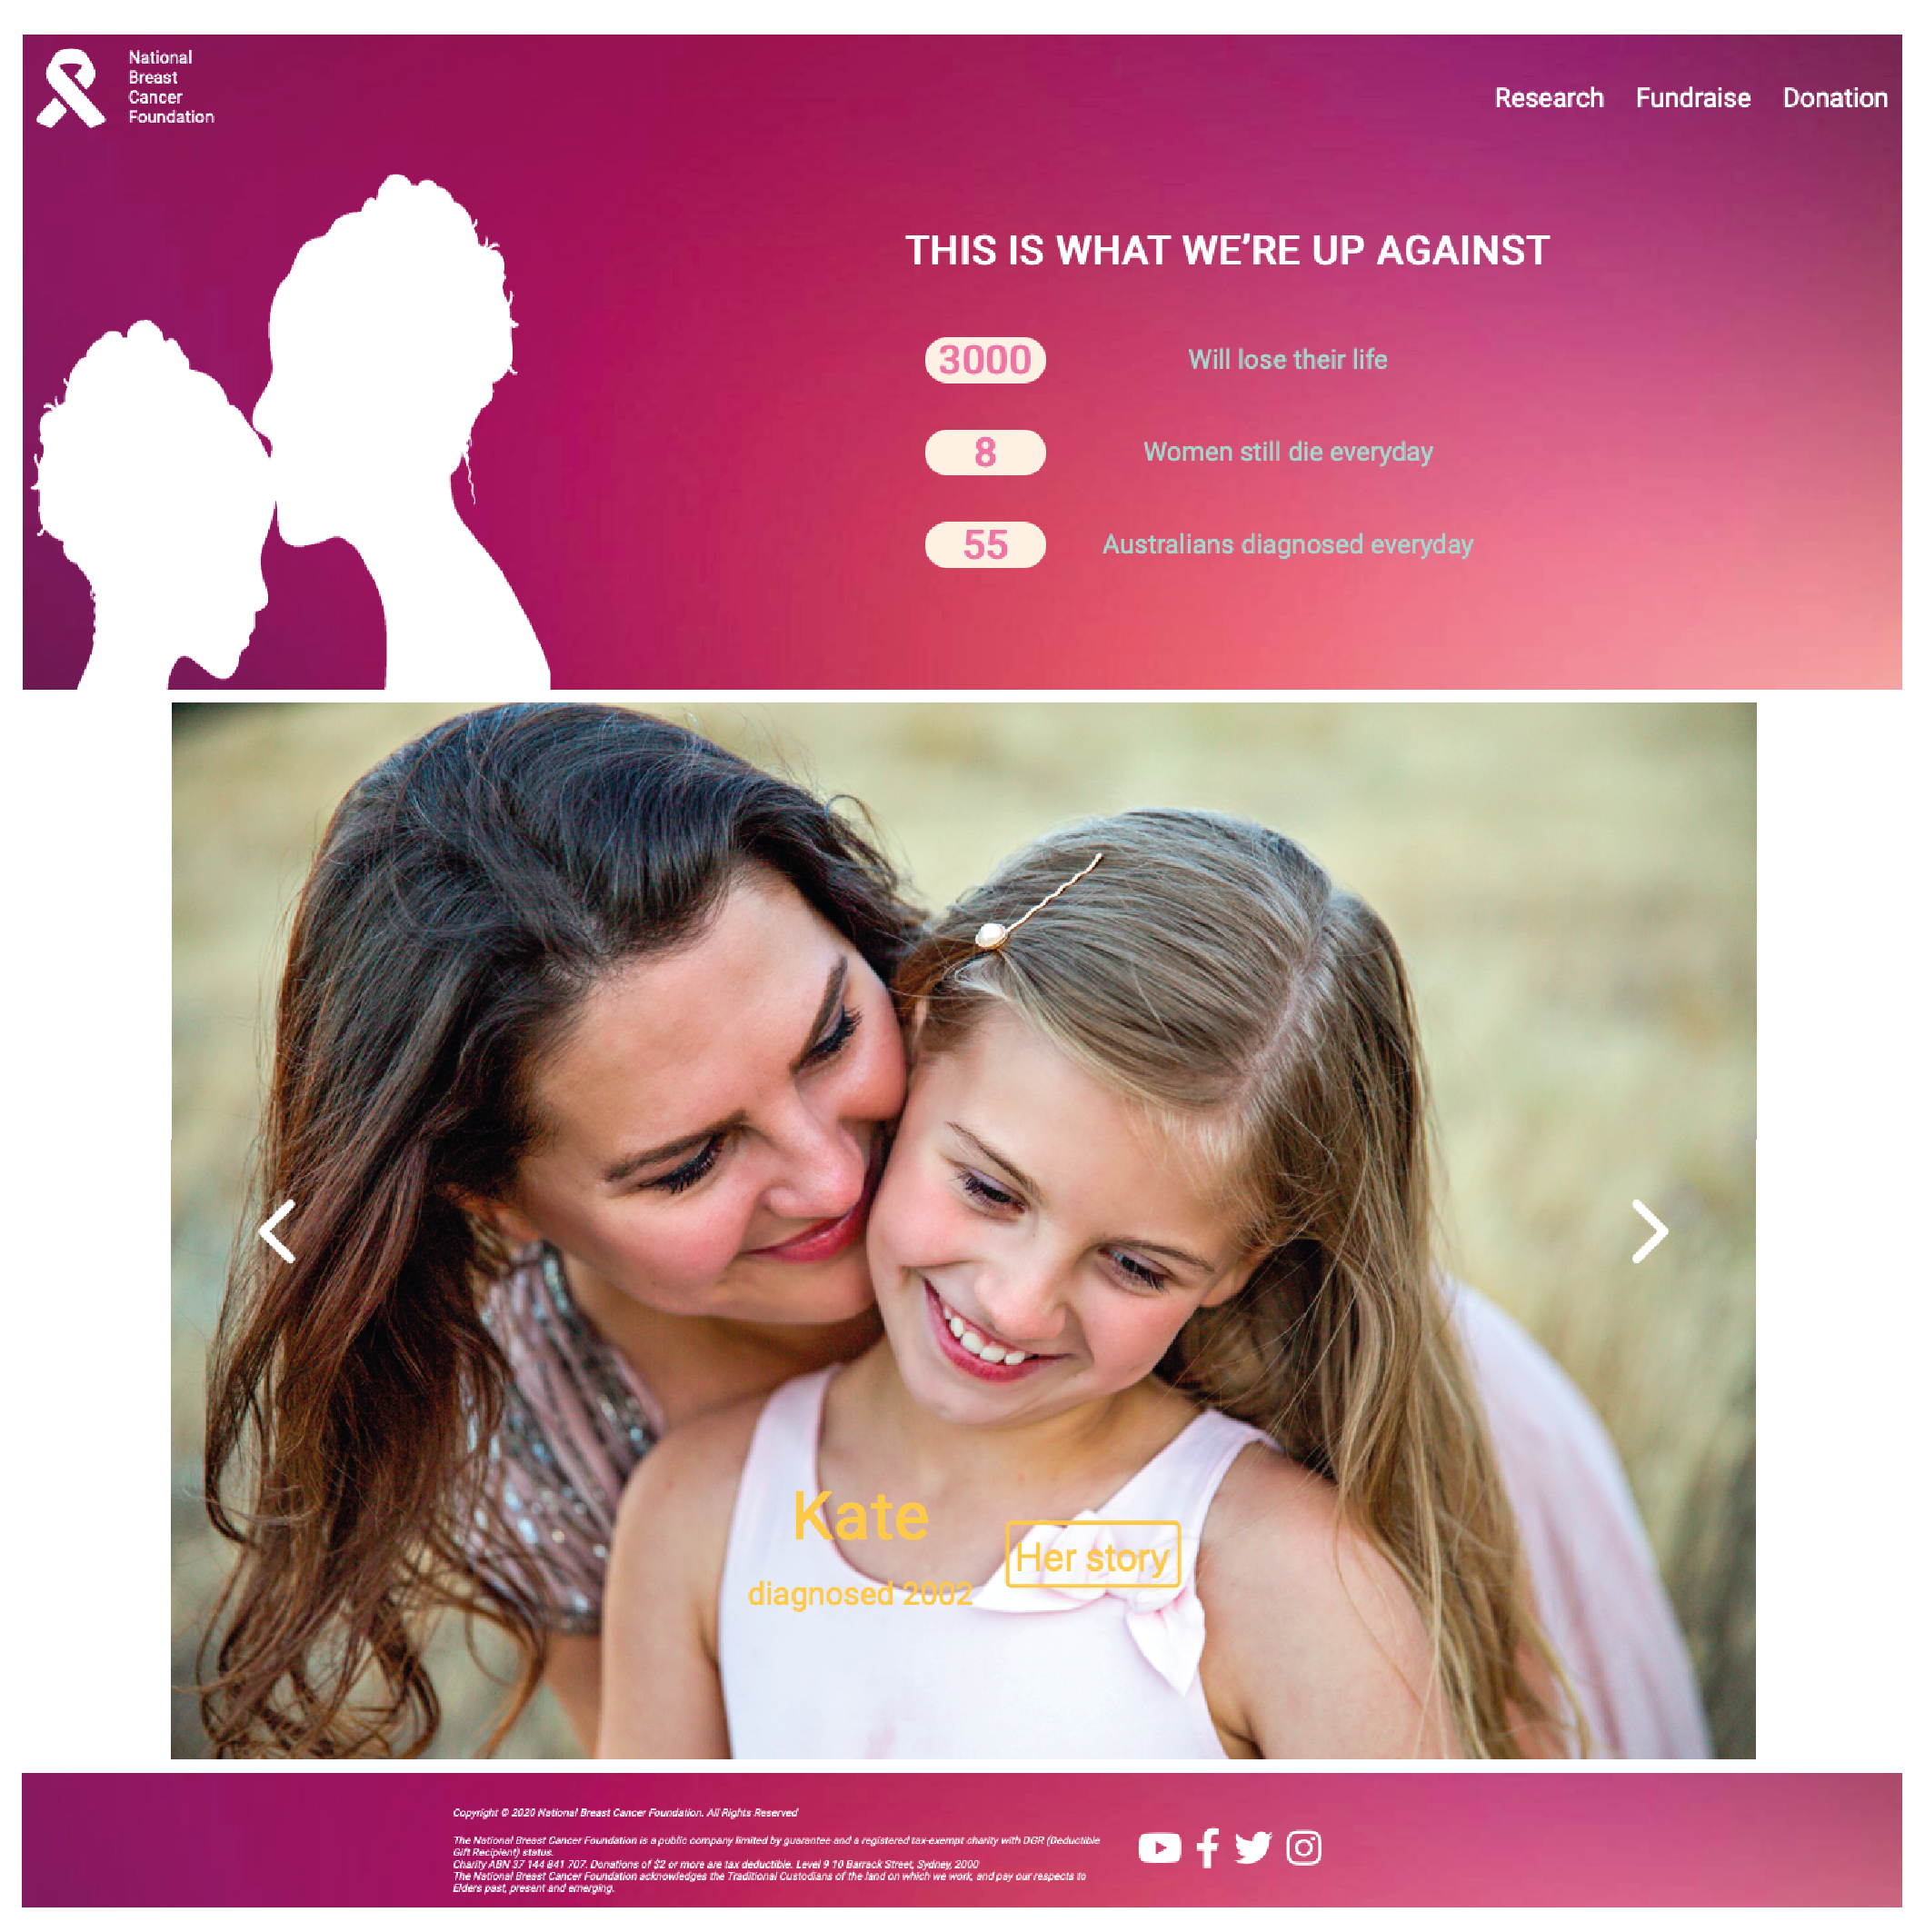 National
Breast
Cancer
Foundation
Research Fundraise Donation
THIS IS WHAT WE’RE UP AGAINST
3000 Will lose their life
8 Women still die everyday
55 Australians diagnosed everyday
Kate
Her story
diagnosed 2002
Copyright © 2020 National Breast Cancer Foundation. All Rights Reserved
The National Breast Cancer Foundation is a public company limited by guarantee and a registered tax-exempt charity with DGR (Deductible
Gift Recipient) status.
Charity ABN 37 144 841 707. Donations of $2 or more are tax deductible. Level 9 10 Barrack Street, Sydney, 2000
The National Breast Cancer Foundation acknowledges the Traditional Custodians of the land on which we work, and pay our respects to
Elders past, present and emerging.